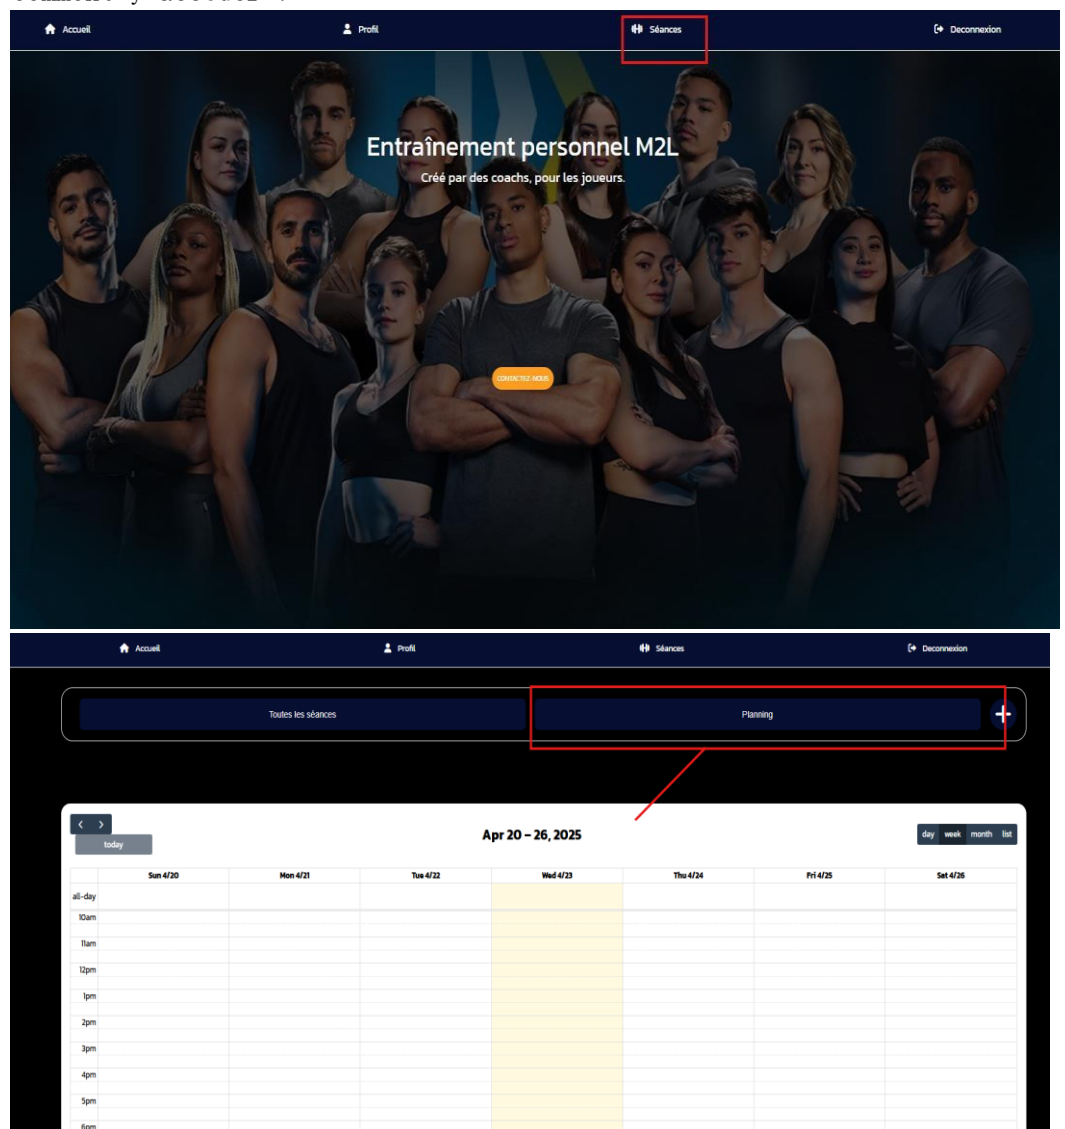 Accueil Profil Séances Deconnexion
Entraînement personnel M2L
Créé par des coachs, pour les joueurs.
CONTACTEZ-NOUS
Accueil Profil Séances Deconnexion
Toutes les séances Planning
Apr 20 – 26, 2025
day week month list
today
Sun 4/20 Mon 4/21 Tue 4/22 Wed 4/23 Thu 4/24 Fri 4/25 Sat 4/26
all-day
10am
11am
12pm
1pm
2pm
3pm
4pm
5pm
6pm